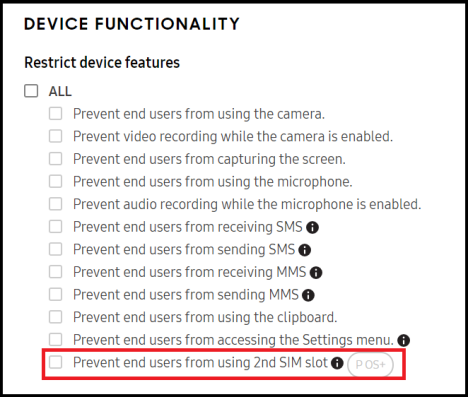 DEVICE FUNCTIONALITY
Restrict device features
ALL
Prevent end users from using the camera.
Prevent video recording while the camera is enabled.
Prevent end users from capturing the screen.
Prevent end users from using the microphone.
Prevent audio recording while the microphone is enabled.
Prevent end users from receiving SMS
Prevent end users from sending SMS
Prevent end users from receiving MMS
Prevent end users from sending MMS
Prevent end users from using the clipboard.
Prevent end users from accessing the Settings menu.
Prevent end users from using 2nd SIM slot P OS+